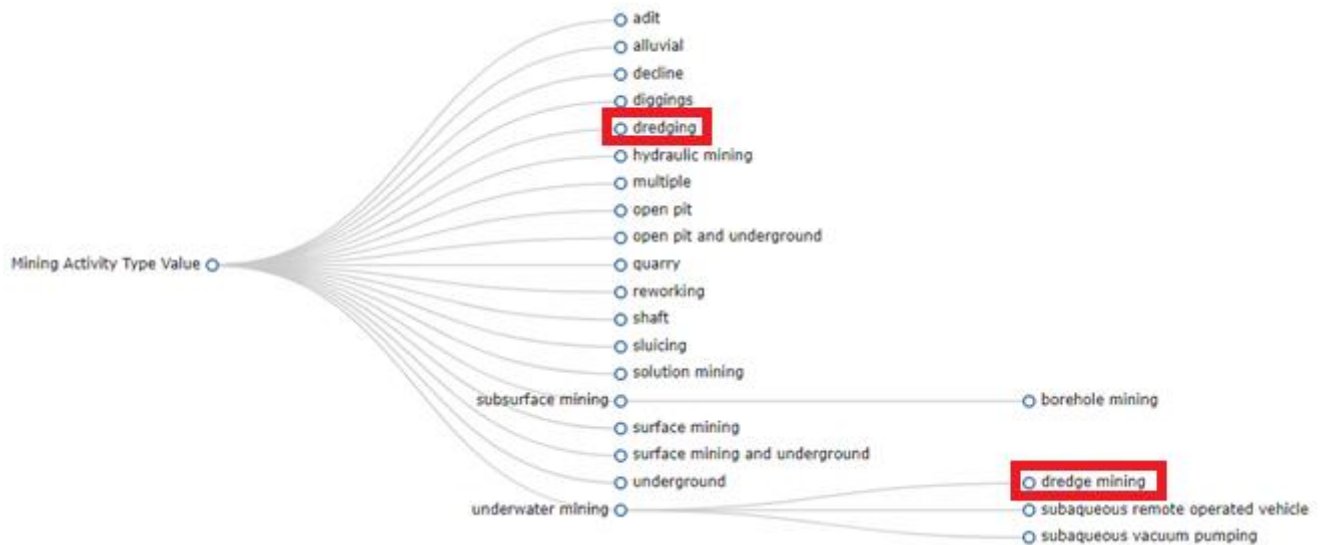 adit
alluvial
decline
diggings
dredging
hydraulic mining
multiple
open pit
open pit and underground
Mining Activity Type Value
quarry
reworking
shaft
sluicing
solution mining
subsurface mining
borehole mining
surface mining
surface mining and underground
underground
dredge mining
underwater mining
subaqueous remote operated vehicle
subaqueous vacuum pumping